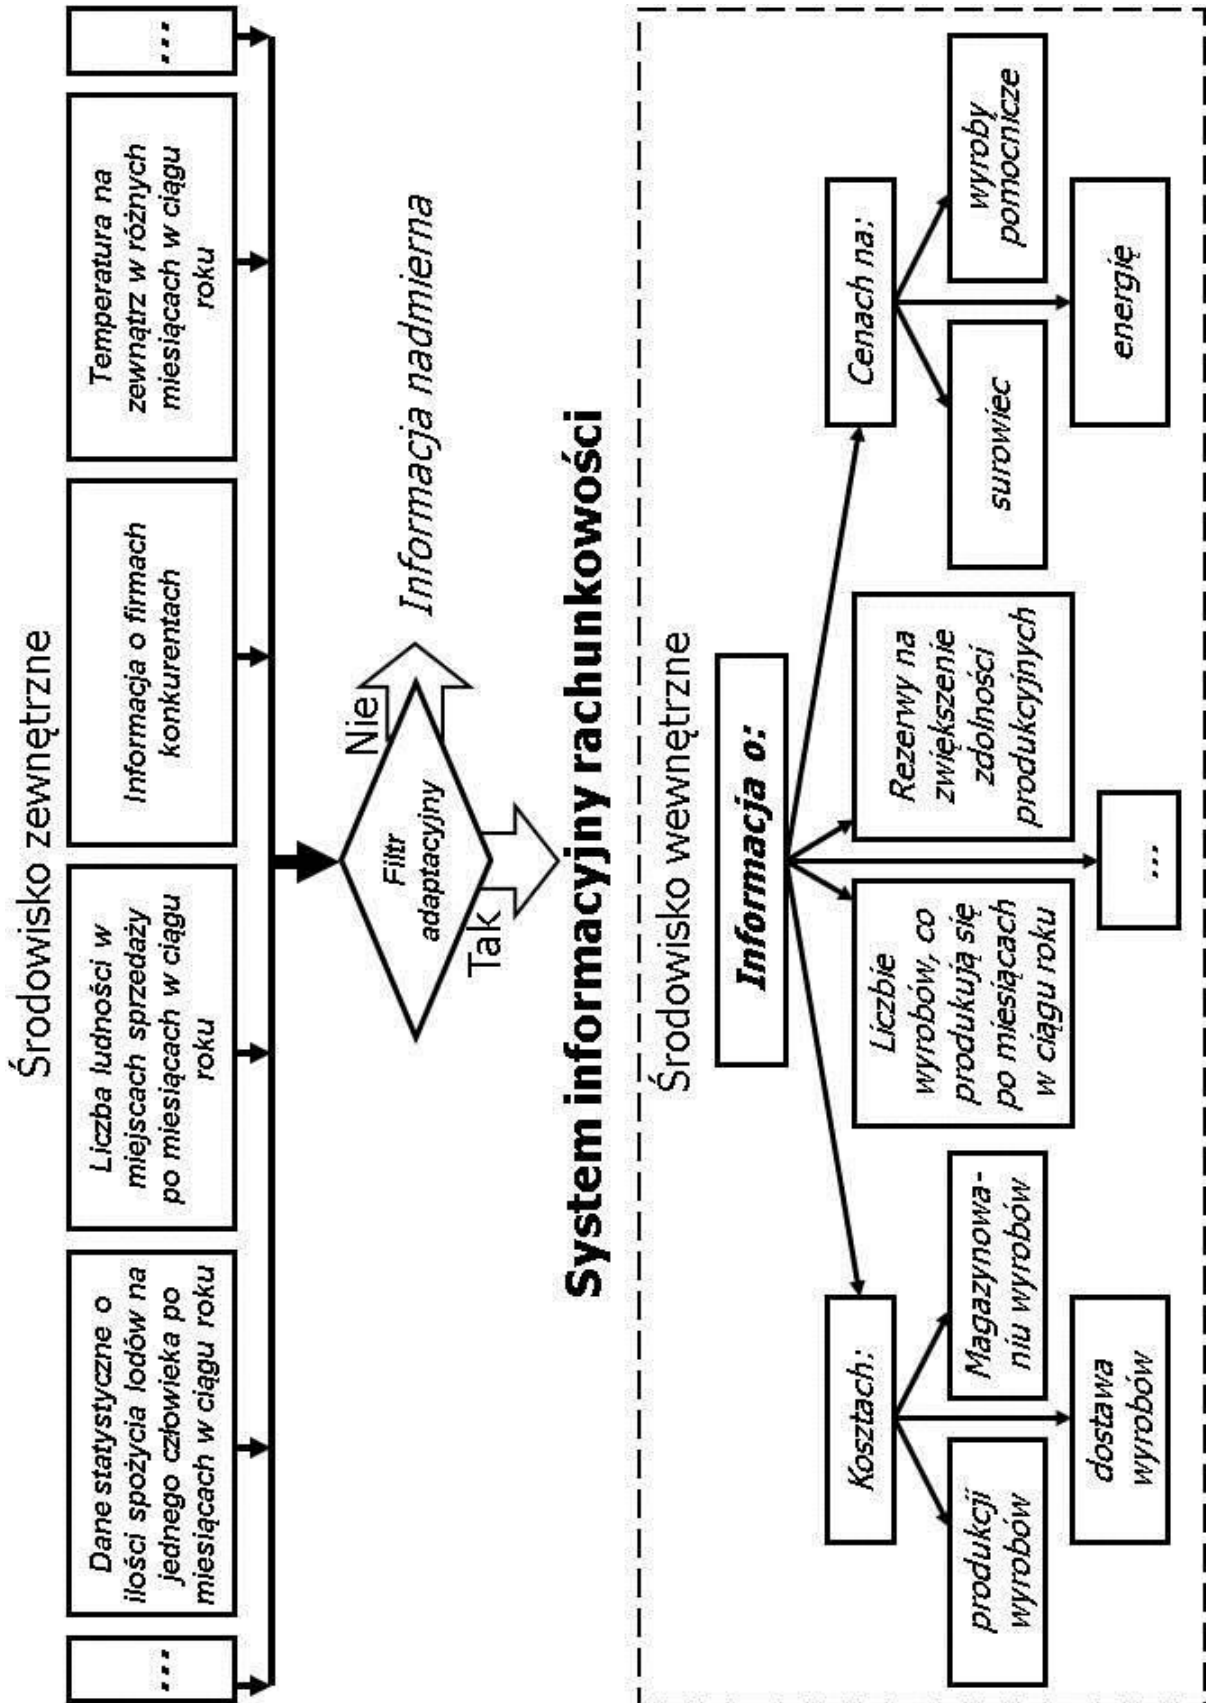 Środowisko zewnętrzne
...
Dane statystyczne o
ilości spożycia lodów na
jednego człowieka po
miesiącach w ciągu roku
Liczba ludności w
miejscach sprzedaży
po miesiącach w ciągu
roku
Informacja o firmach
konkurentach
Temperatura na
zewnątrz w różnych
miesiącach w ciągu
roku
...
Filtr
adaptacyjny
Nie
Informacja nadmierna
Tak
System informacyjny rachunkowości
Środowisko wewnętrzne
Informacja o:
Kosztach:
produkcji
wyrobów
Magazynowa-
niu wyrobów
dostawa
wyrobów
Liczbie
wyrobów, co
produkują się
po miesiącach
w ciągu roku
Rezerwy na
zwiększenie
zdolności
produkcyjnych
...
Cenach na:
surowiec
wyroby
pomocnicze
energię